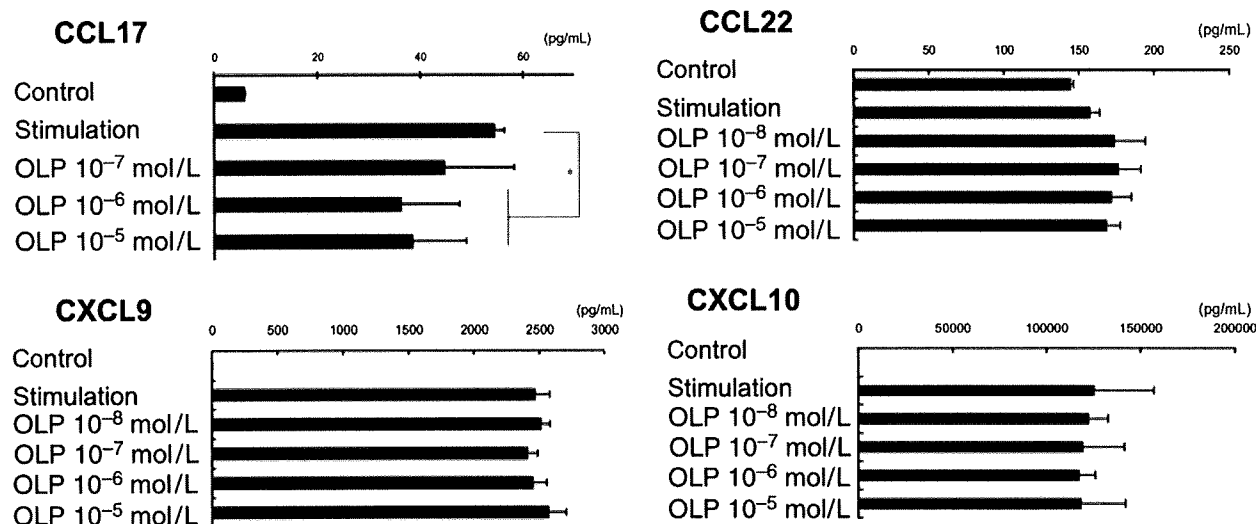 CCL17
(pg/mL)
0 20 40 60
Control
Stimulation
OLP 10⁻⁷ mol/L
OLP 10⁻⁶ mol/L
OLP 10⁻⁵ mol/L
*
CCL22
(pg/mL)
0 50 100 150 200 250
Control
Stimulation
OLP 10⁻⁸ mol/L
OLP 10⁻⁷ mol/L
OLP 10⁻⁶ mol/L
OLP 10⁻⁵ mol/L
CXCL9
(pg/mL)
0 500 1000 1500 2000 2500 3000
Control
Stimulation
OLP 10⁻⁸ mol/L
OLP 10⁻⁷ mol/L
OLP 10⁻⁶ mol/L
OLP 10⁻⁵ mol/L
CXCL10
(pg/mL)
0 50000 100000 150000 200000
Control
Stimulation
OLP 10⁻⁸ mol/L
OLP 10⁻⁷ mol/L
OLP 10⁻⁶ mol/L
OLP 10⁻⁵ mol/L